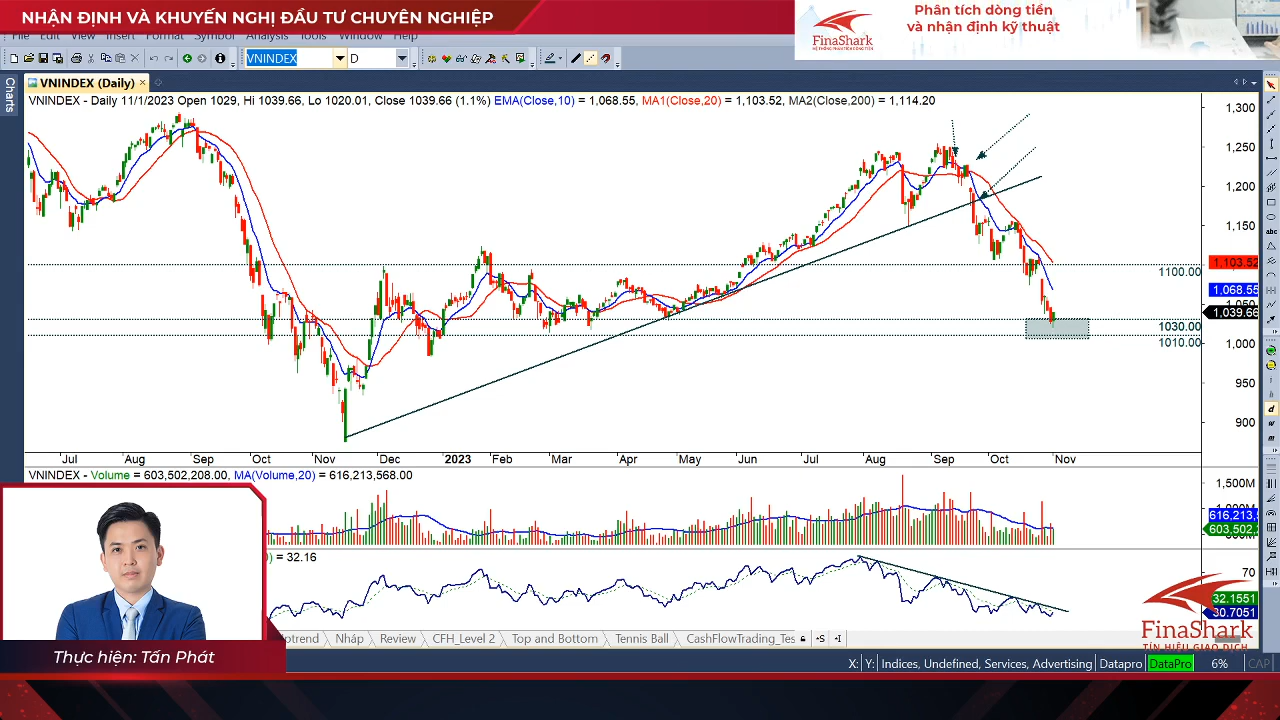 NHẬN ĐỊNH VÀ KHUYẾN NGHỊ ĐẦU TƯ CHUYÊN NGHIỆP
Phân tích dòng tiền
và nhận định kỹ thuật
FinaShark
File Edit View Insert Format Symbol Analysis Tools Window Help
VNINDEX D
Charts
VNINDEX (Daily)
VNINDEX - Daily 11/1/2023 Open 1029, Hi 1039.66, Lo 1020.01, Close 1039.66 (1.1%) EMA(Close,10) = 1,068.55, MA1(Close,20) = 1,103.52, MA2(Close,200) = 1,114.20
1,300
1,250
1,200
1,150
1,103.52
1100.00
1,068.55
1,050
1,039.66
1030.00
1010.00
1,000
950
900
Jul Aug Sep Oct Nov Dec 2023 Feb Mar Apr May Jun Jul Aug Sep Oct Nov
VNINDEX - Volume = 603,502,208.00, MA(Volume,20) = 616,213,568.00
1,500M
616,213,
603,502,
= 32.16
70
32.1551
30.7051
ptrend Nháp Review CFH_Level 2 Top and Bottom Tennis Ball CashFlowTrading_Tes
FinaShark
TÍN HIỆU GIAO DỊCH
Thực hiện: Tấn Phát
X: Y: Indices, Undefined, Services, Advertising Datapro DataPro 6% CAP